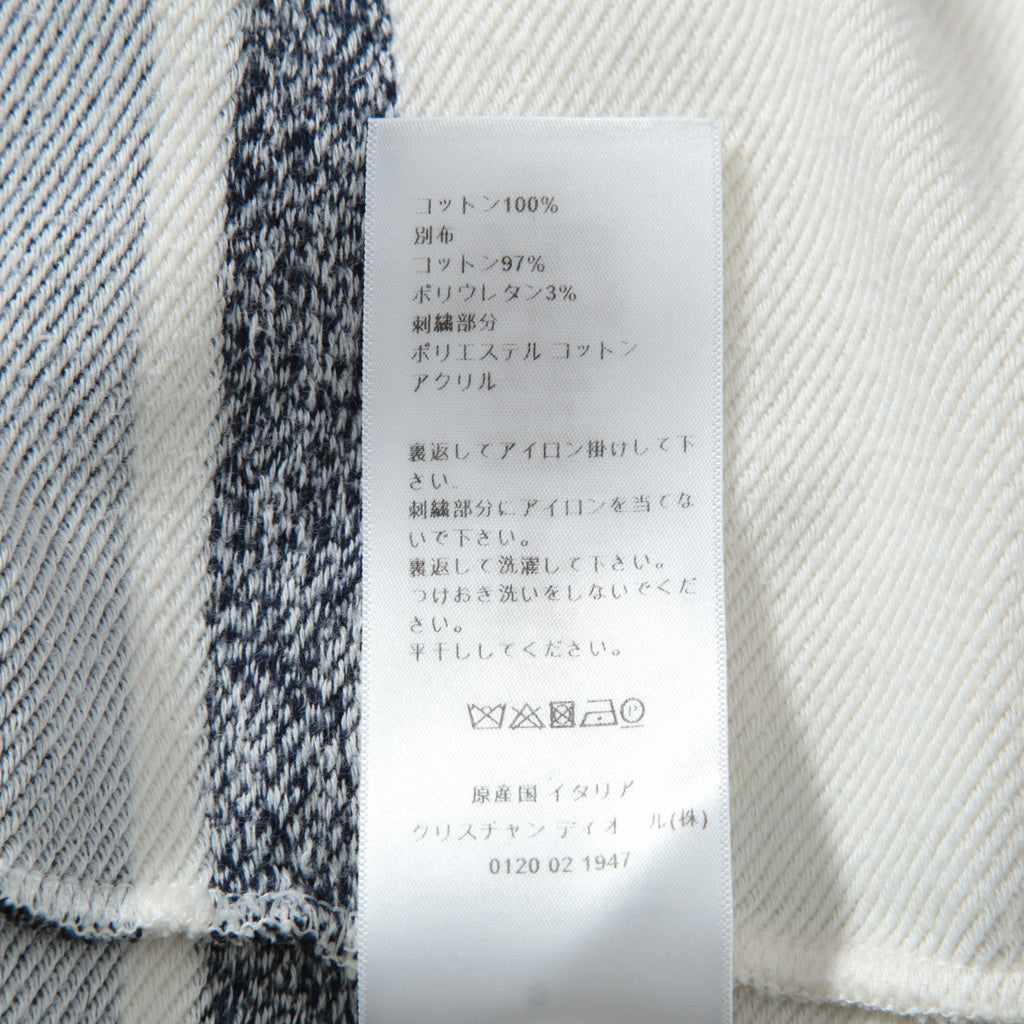 コットン100%
別布
コットン97%
ポリウレタン3%
刺繍部分
ポリエステル コットン
アクリル
裏返してアイロン掛けして下
さい。
刺繍部分にアイロンを当てな
いで下さい。
裏返して洗濯して下さい。
つけおき洗いをしないでくだ
さい。
平干ししてください。
原産国 イタリア
クリスチャン ディオール(株)
0120 02 1947